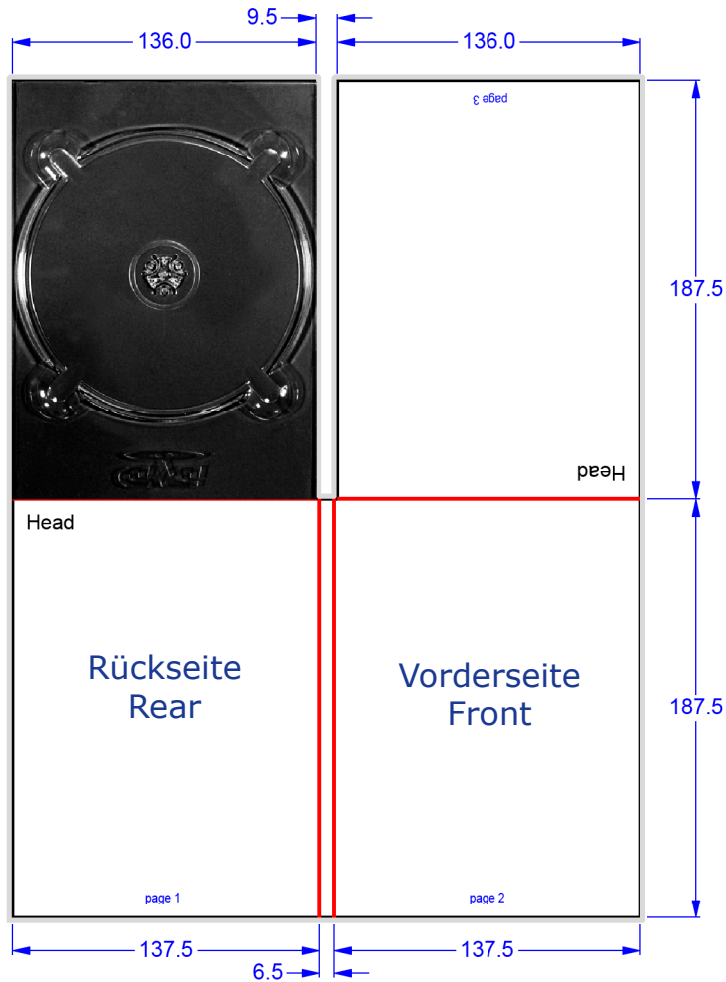 9.5
136.0
136.0
page 3
187.5
Head
Head
Rückseite
Rear
Vorderseite
Front
187.5
page 1
page 2
137.5
137.5
6.5